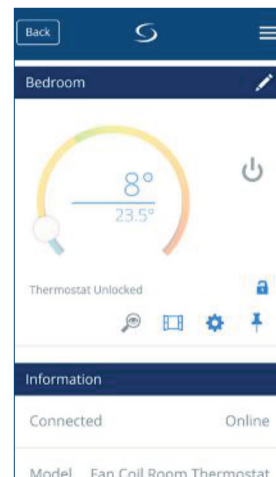 Back
Bedroom
8°
23.5°
Thermostat Unlocked
Information
Connected Online
Model Fan Coil Room Thermostat